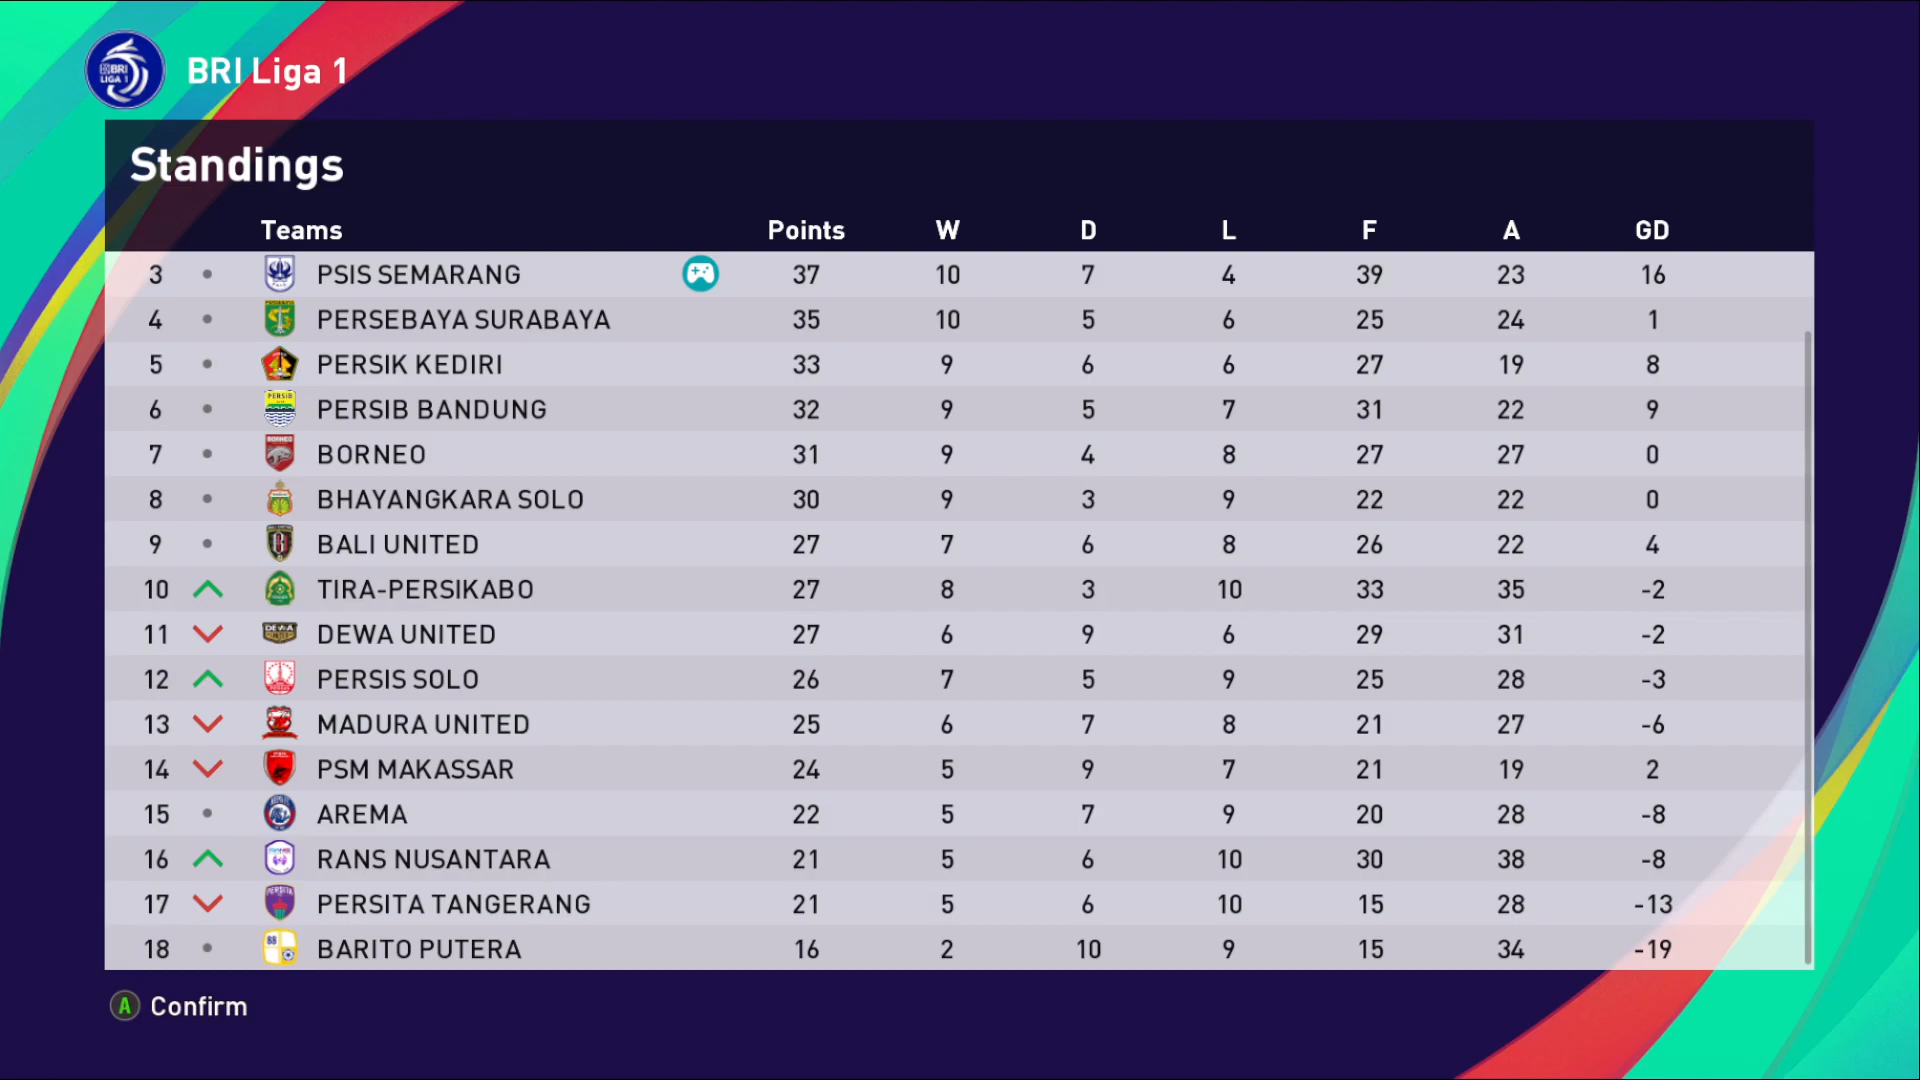 BRI LIGA 1
BRI Liga 1
Standings
Teams Points W D L F A GD
3 PSIS SEMARANG 37 10 7 4 39 23 16
4 PERSEBAYA SURABAYA 35 10 5 6 25 24 1
5 PERSIK KEDIRI 33 9 6 6 27 19 8
6 PERSIB BANDUNG 32 9 5 7 31 22 9
7 BORNEO 31 9 4 8 27 27 0
8 BHAYANGKARA SOLO 30 9 3 9 22 22 0
9 BALI UNITED 27 7 6 8 26 22 4
10 TIRA-PERSIKABO 27 8 3 10 33 35 -2
11 DEWA UNITED 27 6 9 6 29 31 -2
12 PERSIS SOLO 26 7 5 9 25 28 -3
13 MADURA UNITED 25 6 7 8 21 27 -6
14 PSM MAKASSAR 24 5 9 7 21 19 2
15 AREMA 22 5 7 9 20 28 -8
16 RANS NUSANTARA 21 5 6 10 30 38 -8
17 PERSITA TANGERANG 21 5 6 10 15 28 -13
18 BARITO PUTERA 16 2 10 9 15 34 -19
A Confirm